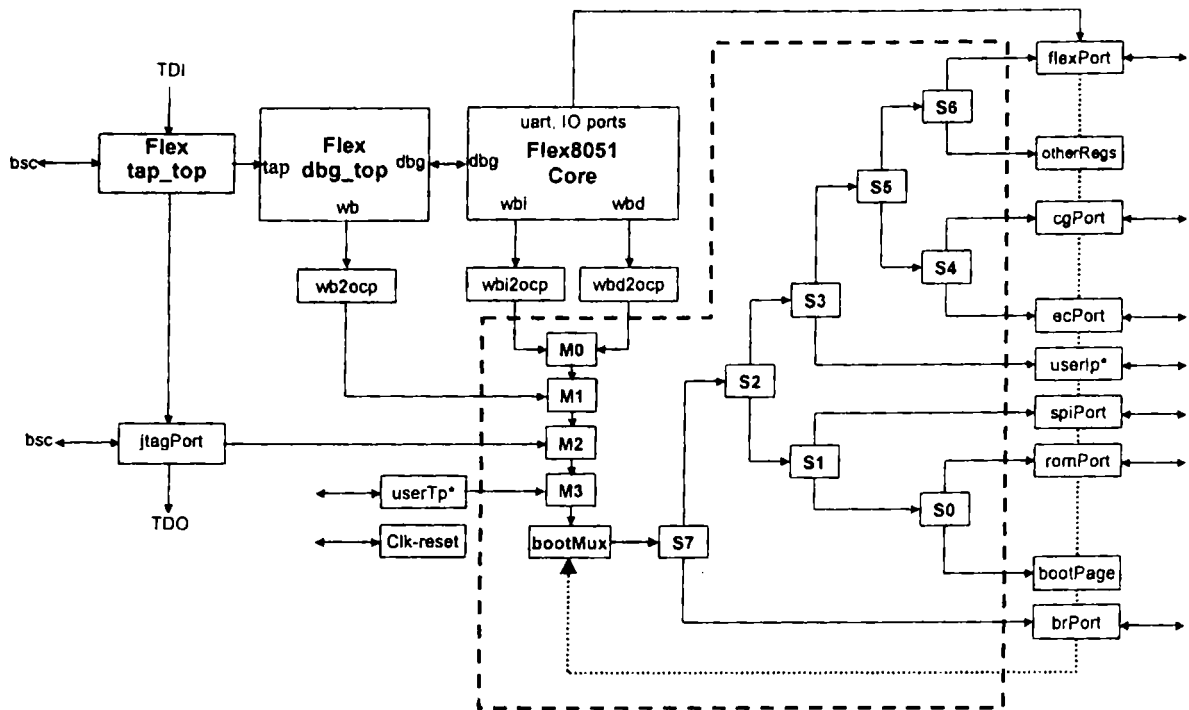 TDI
flexPort
S6
Flex
tap_top
bsc
tap
Flex
dbg_top
dbg
wb
dbg
uart, IO ports
Flex8051
Core
wbi
wbd
otherRegs
S5
cgPort
S4
wb2ocp
wbi2ocp
wbd2ocp
S3
ecPort
M0
userIp*
S2
M1
spiPort
bsc
jtagPort
M2
S1
romPort
userTp*
M3
S0
TDO
Clk-reset
bootMux
S7
bootPage
brPort